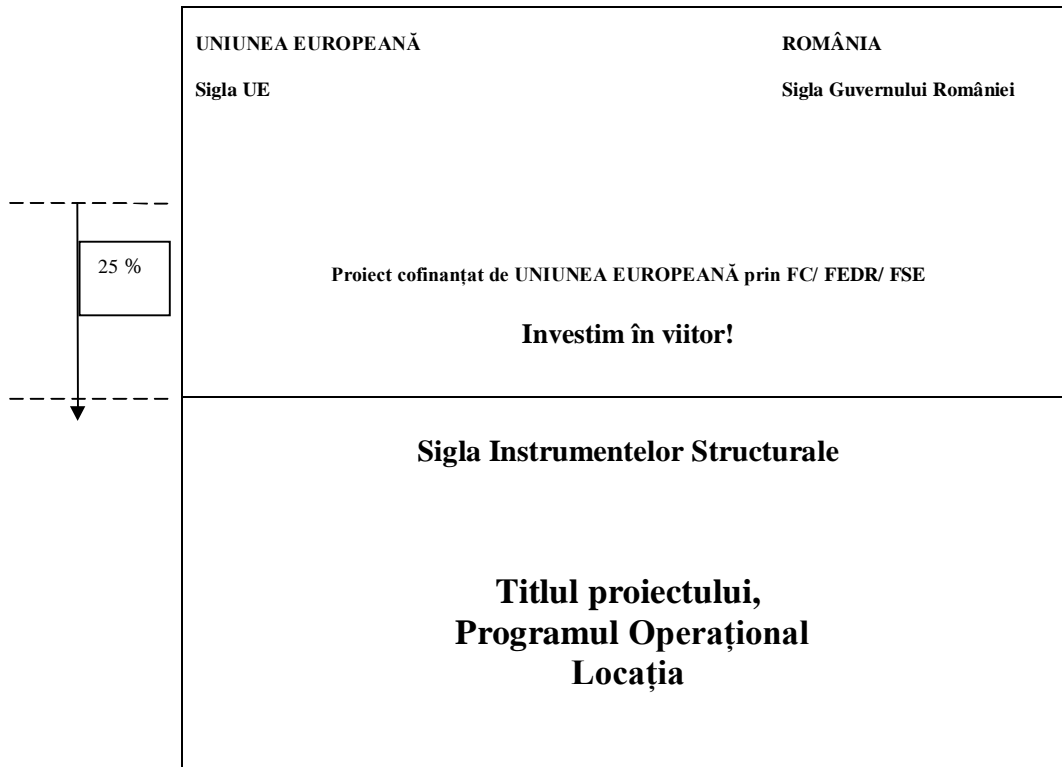 UNIUNEA EUROPEANĂ ROMÂNIA
Sigla UE Sigla Guvernului României
25 %
Proiect cofinanțat de UNIUNEA EUROPEANĂ prin FC/ FEDR/ FSE
Investim în viitor!
Sigla Instrumentelor Structurale
Titlul proiectului,
Programul Operațional
Locația